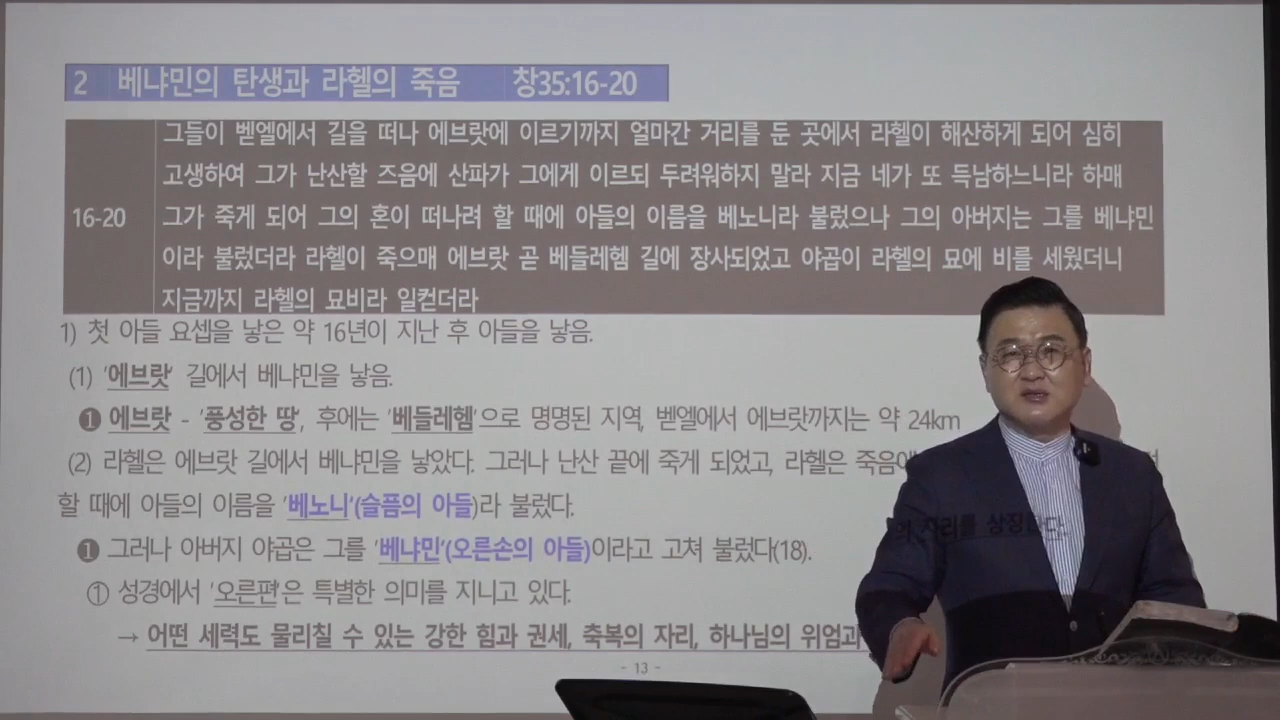 2 베냐민의 탄생과 라헬의 죽음 창35:16-20
그들이 벧엘에서 길을 떠나 에브랏에 이르기까지 얼마간 거리를 둔 곳에서 라헬이 해산하게 되어 심히
고생하여 그가 난산할 즈음에 산파가 그에게 이르되 두려워하지 말라 지금 네가 또 득남하느니라 하매
16-20 그가 죽게 되어 그의 혼이 떠나려 할 때에 아들의 이름을 베노니라 불렀으나 그의 아버지는 그를 베냐민
이라 불렀더라 라헬이 죽으매 에브랏 곧 베들레헴 길에 장사되었고 야곱이 라헬의 묘에 비를 세웠더니
지금까지 라헬의 묘비라 일컫더라
1) 첫 아들 요셉을 낳은 약 16년이 지난 후 아들을 낳음.
(1) '에브랏' 길에서 베냐민을 낳음.
❶ 에브랏 - '풍성한 땅', 후에는 '베들레헴'으로 명명된 지역, 벧엘에서 에브랏까지는 약 24km
(2) 라헬은 에브랏 길에서 베냐민을 낳았다. 그러나 난산 끝에 죽게 되었고, 라헬은 죽음에
할 때에 아들의 이름을 '베노니'(슬픔의 아들)라 불렀다.
❶ 그러나 아버지 야곱은 그를 '베냐민'(오른손의 아들)이라고 고쳐 불렀다(18).
① 성경에서 '오른편'은 특별한 의미를 지니고 있다.
→ 어떤 세력도 물리칠 수 있는 강한 힘과 권세, 축복의 자리, 하나님의 위엄과
의 자리를 상징한다.
- 13 -